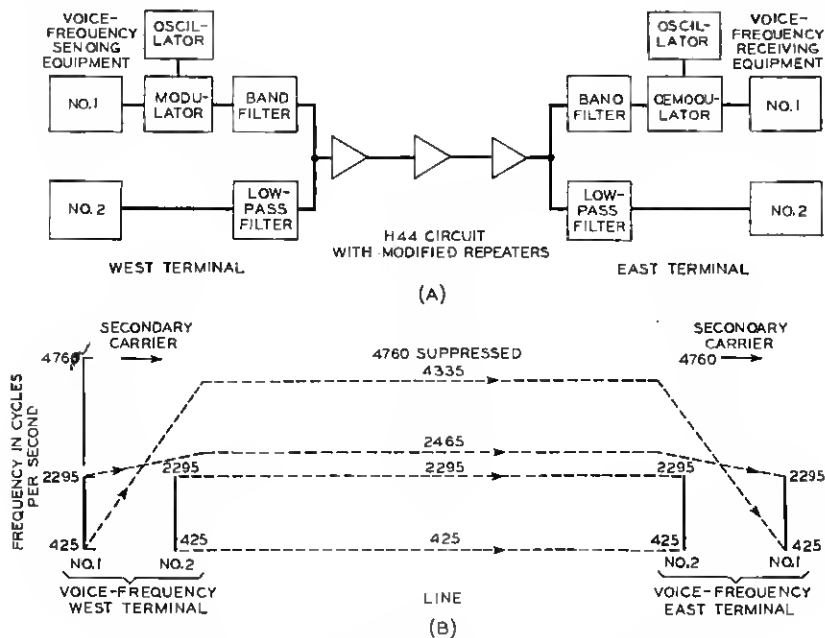 VOICE-
FREQUENCY
SENDING
EQUIPMENT
OSCIL-
LATOR
NO.1
MODU-
LATOR
BAND
FILTER
NO.2
LOW-
PASS
FILTER
WEST TERMINAL
H44 CIRCUIT
WITH MODIFIED REPEATERS
OSCIL-
LATOR
VOICE-
FREQUENCY
RECEIVING
EQUIPMENT
BAND
FILTER
DEMODU-
LATOR
NO.1
LOW-
PASS
FILTER
NO.2
EAST TERMINAL
(A)
SECONDARY
CARRIER
4760
4760 SUPPRESSED
4335
SECONDARY
CARRIER
4760
FREQUENCY IN CYCLES
PER SECOND
2465
2295
2295
2295
2295
2295
425
425
425
425
425
NO.1
NO.2
NO.2
NO.1
VOICE-FREQUENCY
WEST TERMINAL
LINE
VOICE-FREQUENCY
EAST TERMINAL
(B)